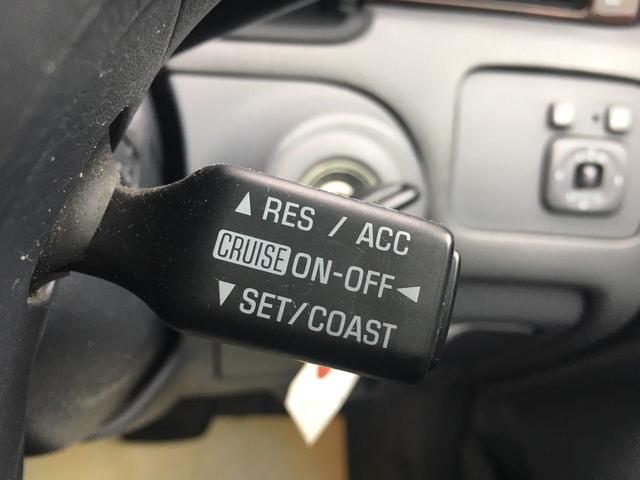 ▲ RES / ACC
CRUISE ON-OFF ◄
▼ SET/COAST